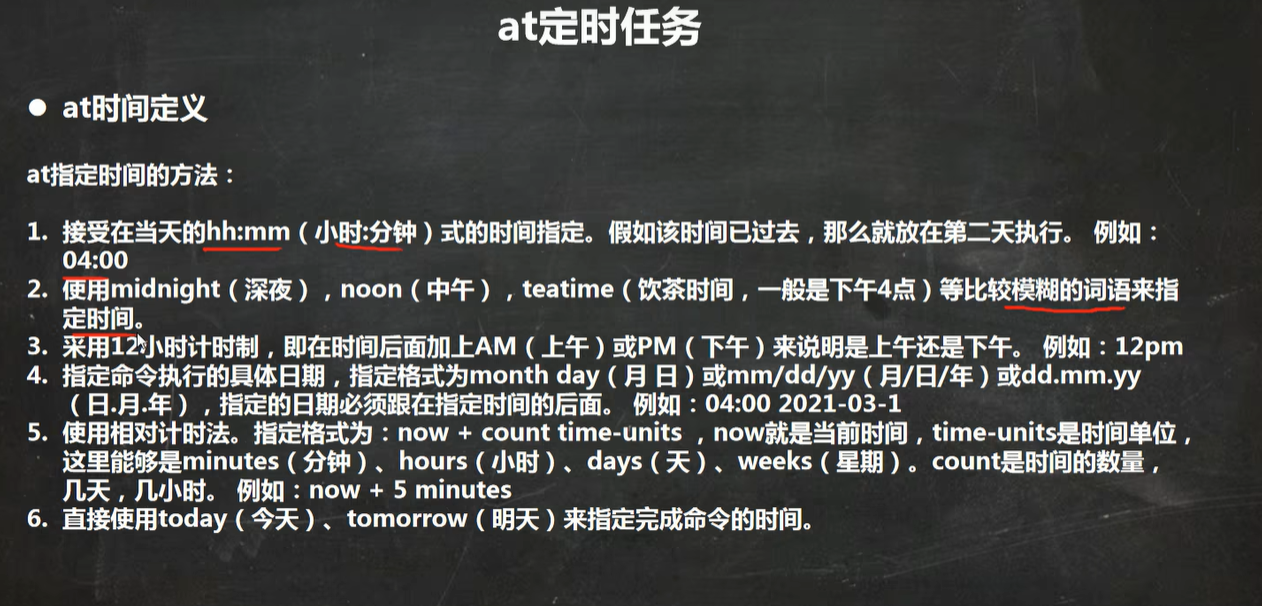 at定时任务
● at时间定义
at指定时间的方法：
1. 接受在当天的hh:mm（小时:分钟）式的时间指定。假如该时间已过去，那么就放在第二天执行。 例如：
04:00
2. 使用midnight（深夜），noon（中午），teatime（饮茶时间，一般是下午4点）等比较模糊的词语来指
定时间。
3. 采用12小时计时制，即在时间后面加上AM（上午）或PM（下午）来说明是上午还是下午。 例如：12pm
4. 指定命令执行的具体日期，指定格式为month day（月 日）或mm/dd/yy（月/日/年）或dd.mm.yy
（日.月.年），指定的日期必须跟在指定时间的后面。 例如：04:00 2021-03-1
5. 使用相对计时法。指定格式为：now + count time-units ，now就是当前时间，time-units是时间单位，
这里能够是minutes（分钟）、hours（小时）、days（天）、weeks（星期）。count是时间的数量，
几天，几小时。 例如：now + 5 minutes
6. 直接使用today（今天）、tomorrow（明天）来指定完成命令的时间。